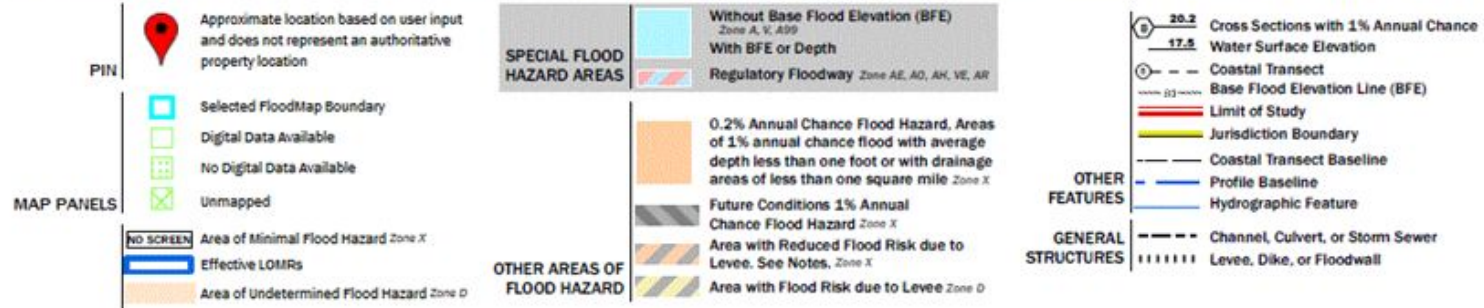 PIN
Approximate location based on user input
and does not represent an authoritative
property location
MAP PANELS
Selected FloodMap Boundary
Digital Data Available
No Digital Data Available
Unmapped
NO SCREEN Area of Minimal Flood Hazard Zone X
Effective LOMRs
Area of Undetermined Flood Hazard Zone D
SPECIAL FLOOD
HAZARD AREAS
Without Base Flood Elevation (BFE)
Zone A, V, A99
With BFE or Depth
Regulatory Floodway Zone AE, AO, AH, VE, AR
OTHER AREAS OF
FLOOD HAZARD
0.2% Annual Chance Flood Hazard, Areas
of 1% annual chance flood with average
depth less than one foot or with drainage
areas of less than one square mile Zone X
Future Conditions 1% Annual
Chance Flood Hazard Zone X
Area with Reduced Flood Risk due to
Levee. See Notes. Zone X
Area with Flood Risk due to Levee Zone D
OTHER
FEATURES
20.2 Cross Sections with 1% Annual Chance
17.5 Water Surface Elevation
Coastal Transect
Base Flood Elevation Line (BFE)
Limit of Study
Jurisdiction Boundary
Coastal Transect Baseline
Profile Baseline
Hydrographic Feature
GENERAL
STRUCTURES
Channel, Culvert, or Storm Sewer
Levee, Dike, or Floodwall